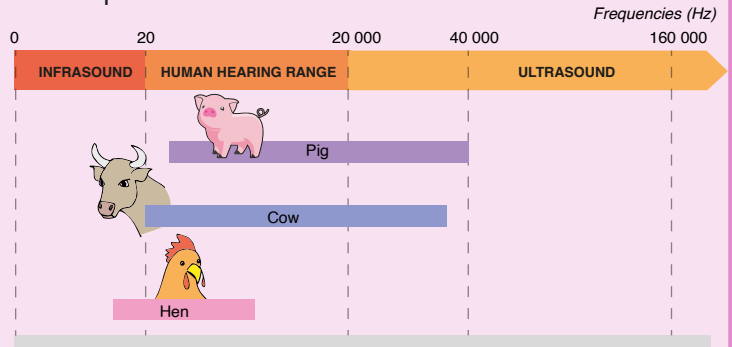 Frequencies (Hz)
0 20 20 000 40 000 160 000
INFRASOUND HUMAN HEARING RANGE ULTRASOUND
Pig
Cow
Hen